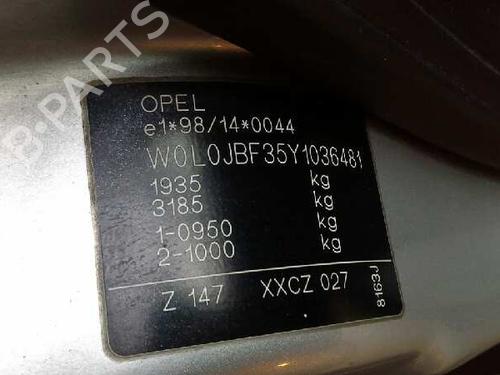 B-PARTS
OPEL
e1*98/14*0044
W0L0JBF35Y1036481
1935 kg
3185 kg
1-0950 kg
2-1000 kg
Z 147 XXCZ 027
8163J